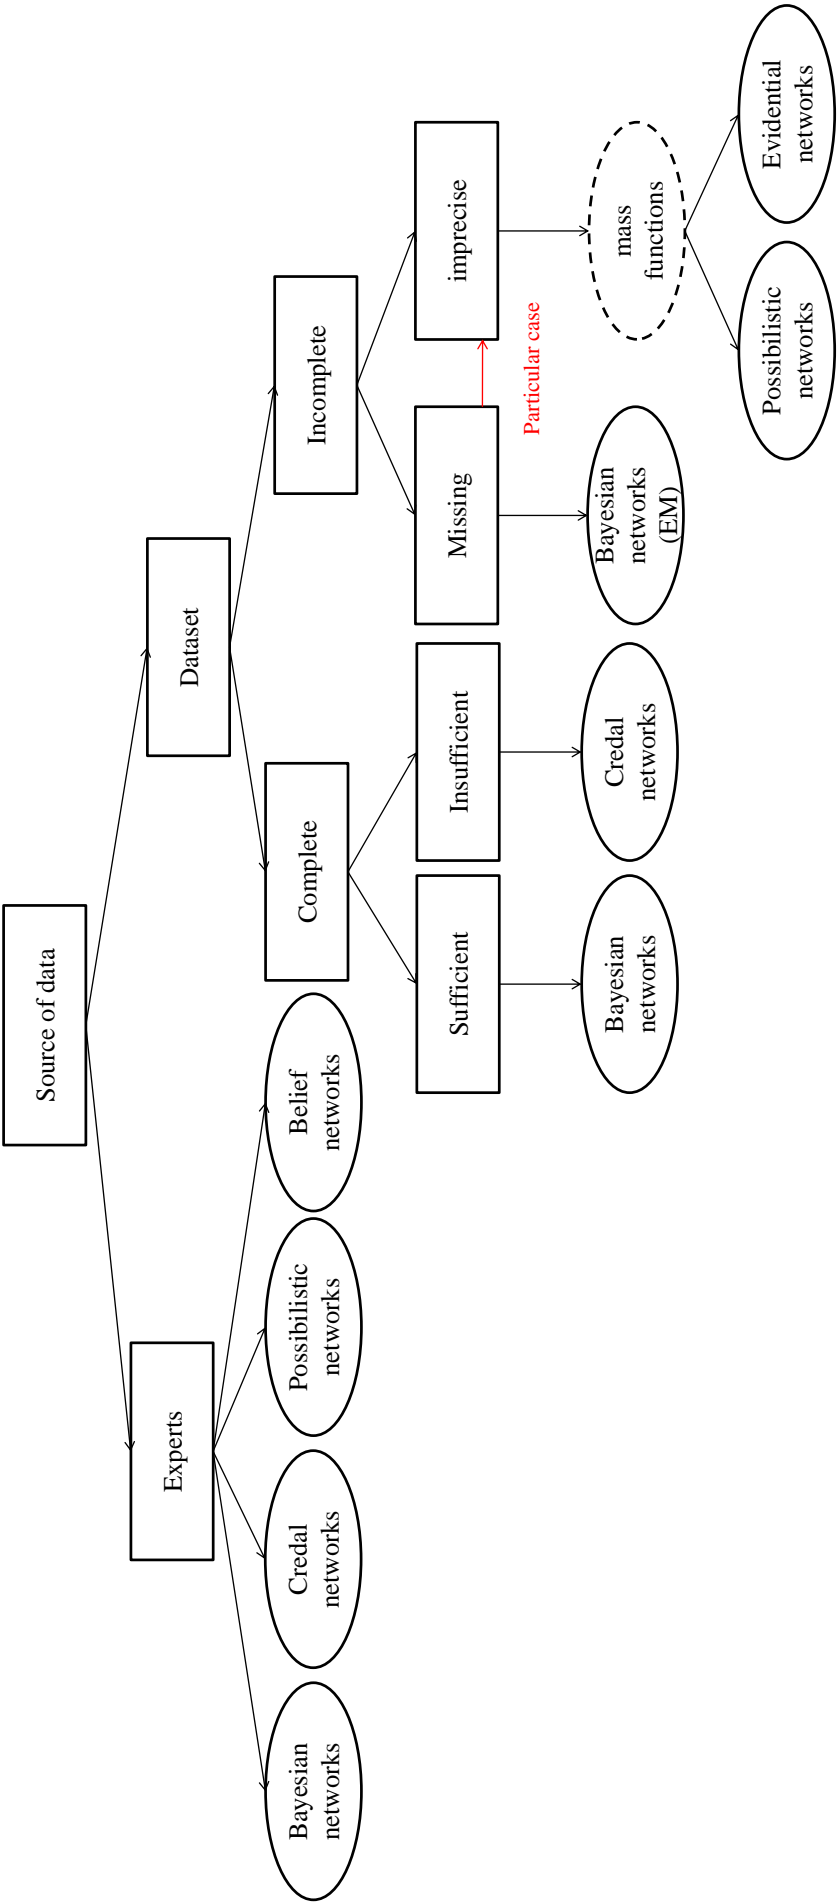 Source of data
Experts
Dataset
Bayesian
networks
Credal
networks
Possibilistic
networks
Belief
networks
Complete
Incomplete
Sufficient
Insufficient
Missing
imprecise
Particular case
Bayesian
networks
Credal
networks
Bayesian
networks
(EM)
mass
functions
Possibilistic
networks
Evidential
networks